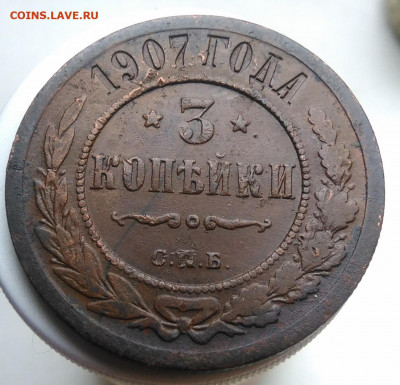 COINS.LAVE.RU
1907 ГОДА
3
КОПѢЙКИ
С.П.Б.